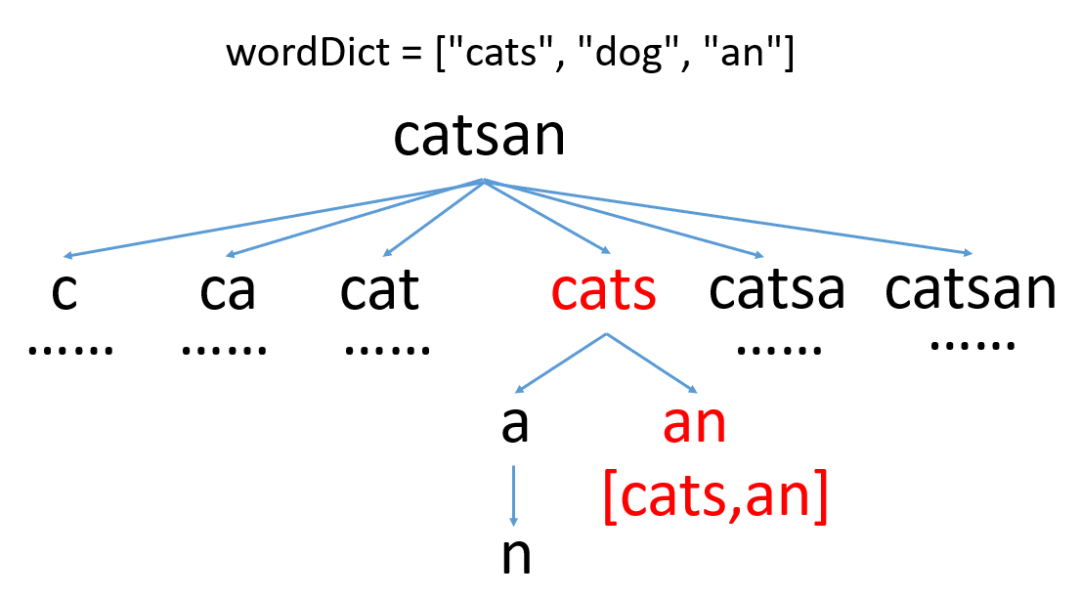 wordDict = ["cats", "dog", "an"]
catsan
c ca cat cats catsa catsan
...... ...... ...... ...... ......
a an
[cats,an]
n